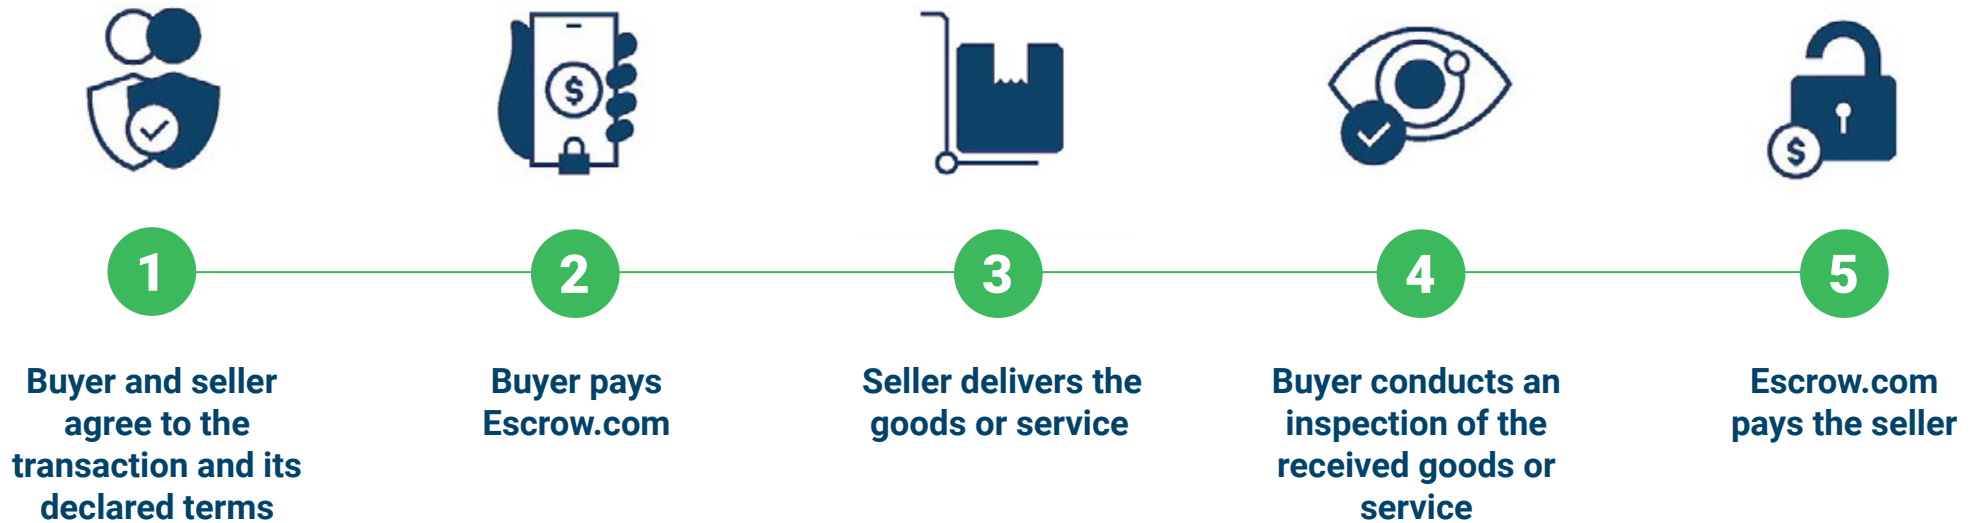 $
$
1
2
3
4
5
Buyer and seller
agree to the
transaction and its
declared terms
Buyer pays
Escrow.com
Seller delivers the
goods or service
Buyer conducts an
inspection of the
received goods or
service
Escrow.com
pays the seller